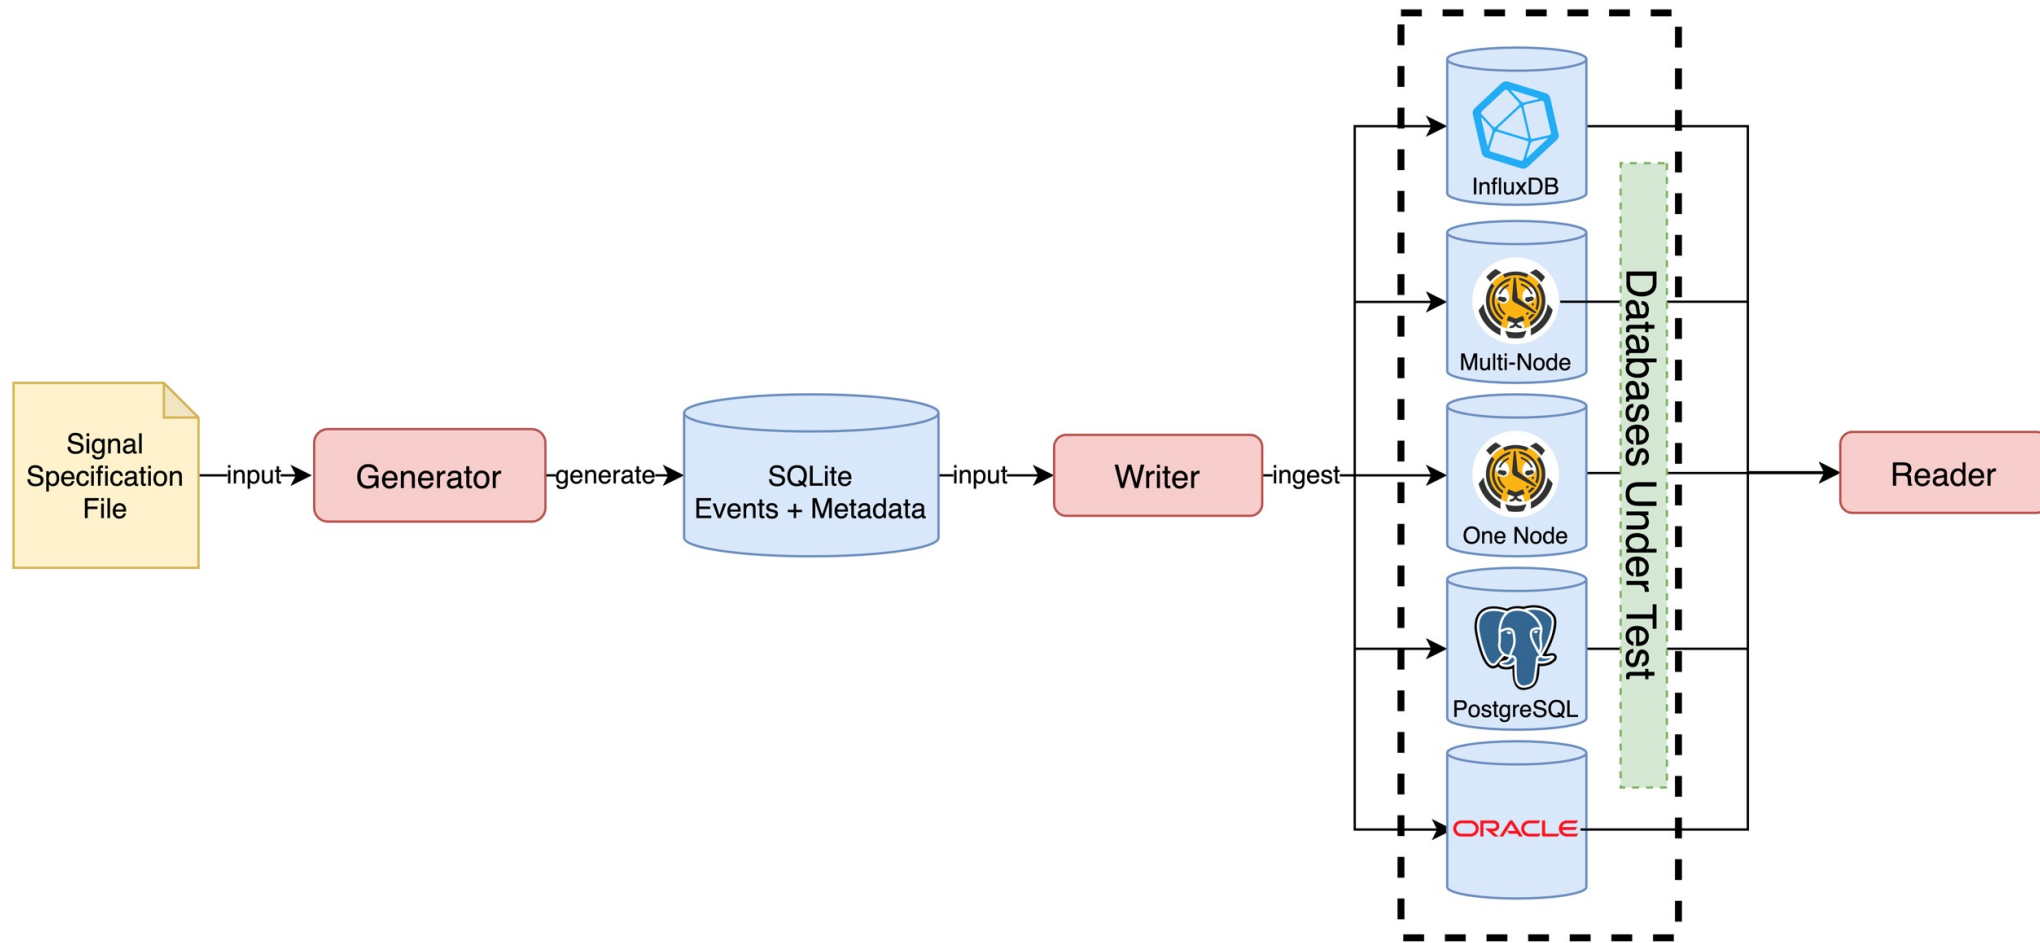 Signal
Specification
File
input
Generator
generate
SQLite
Events + Metadata
input
Writer
ingest
InfluxDB
Multi-Node
One Node
PostgreSQL
ORACLE
Databases Under Test
Reader